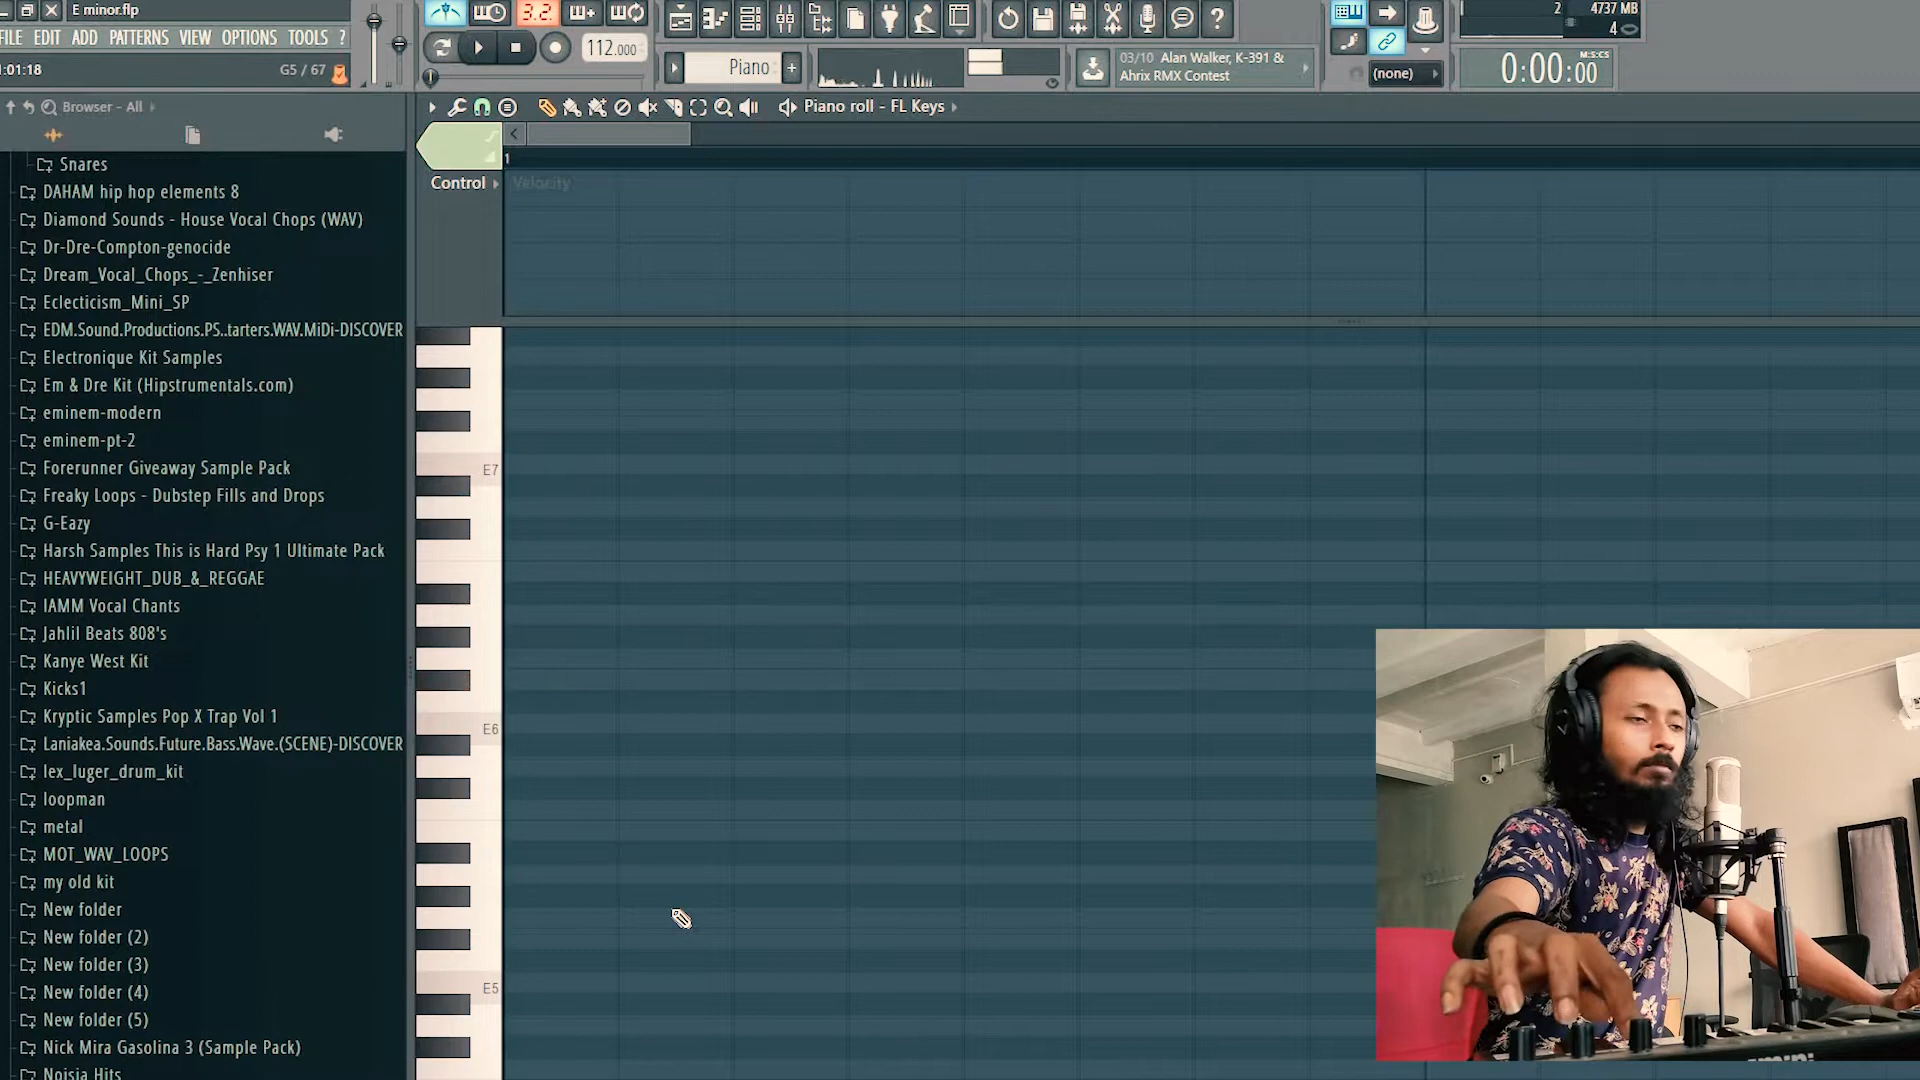 E minor.flp
FILE EDIT ADD PATTERNS VIEW OPTIONS TOOLS ?
:01:18
G5 / 67
3.2
112.000
Piano
03/10 Alan Walker, K-391 &
Ahrix RMX Contest
(none)
2
4737 MB
4
M:S:CS
0:00:00
Browser - All
Piano roll - FL Keys
1
Control
Velocity
Snares
DAHAM hip hop elements 8
Diamond Sounds - House Vocal Chops (WAV)
Dr-Dre-Compton-genocide
Dream_Vocal_Chops_-_Zenhiser
Eclecticism_Mini_SP
EDM.Sound.Productions.PS..tarters.WAV.MiDi-DISCOVER
Electronique Kit Samples
Em & Dre Kit (Hipstrumentals.com)
eminem-modern
eminem-pt-2
Forerunner Giveaway Sample Pack
Freaky Loops - Dubstep Fills and Drops
G-Eazy
Harsh Samples This is Hard Psy 1 Ultimate Pack
HEAVYWEIGHT_DUB_&_REGGAE
IAMM Vocal Chants
Jahlil Beats 808's
Kanye West Kit
Kicks1
Kryptic Samples Pop X Trap Vol 1
Laniakea.Sounds.Future.Bass.Wave.(SCENE)-DISCOVER
lex_luger_drum_kit
loopman
metal
MOT_WAV_LOOPS
my old kit
New folder
New folder (2)
New folder (3)
New folder (4)
New folder (5)
Nick Mira Gasolina 3 (Sample Pack)
Noisia Hits
E7
E6
E5